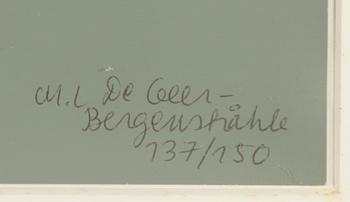 M.L De Geer-
Bergenstråhle
137/150